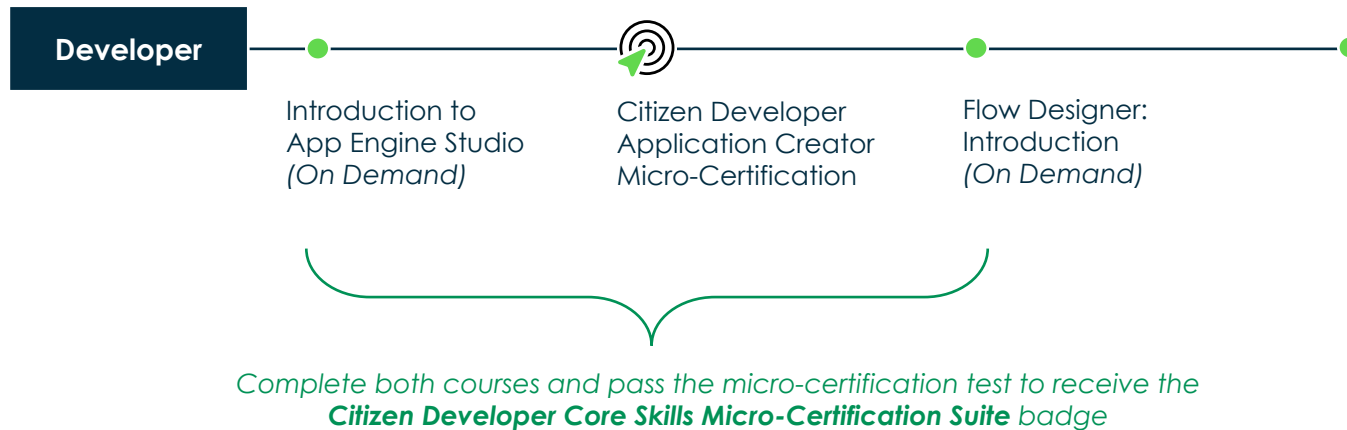 Developer
Introduction to
App Engine Studio
(On Demand)
Citizen Developer
Application Creator
Micro-Certification
Flow Designer:
Introduction
(On Demand)
Complete both courses and pass the micro-certification test to receive the
Citizen Developer Core Skills Micro-Certification Suite badge